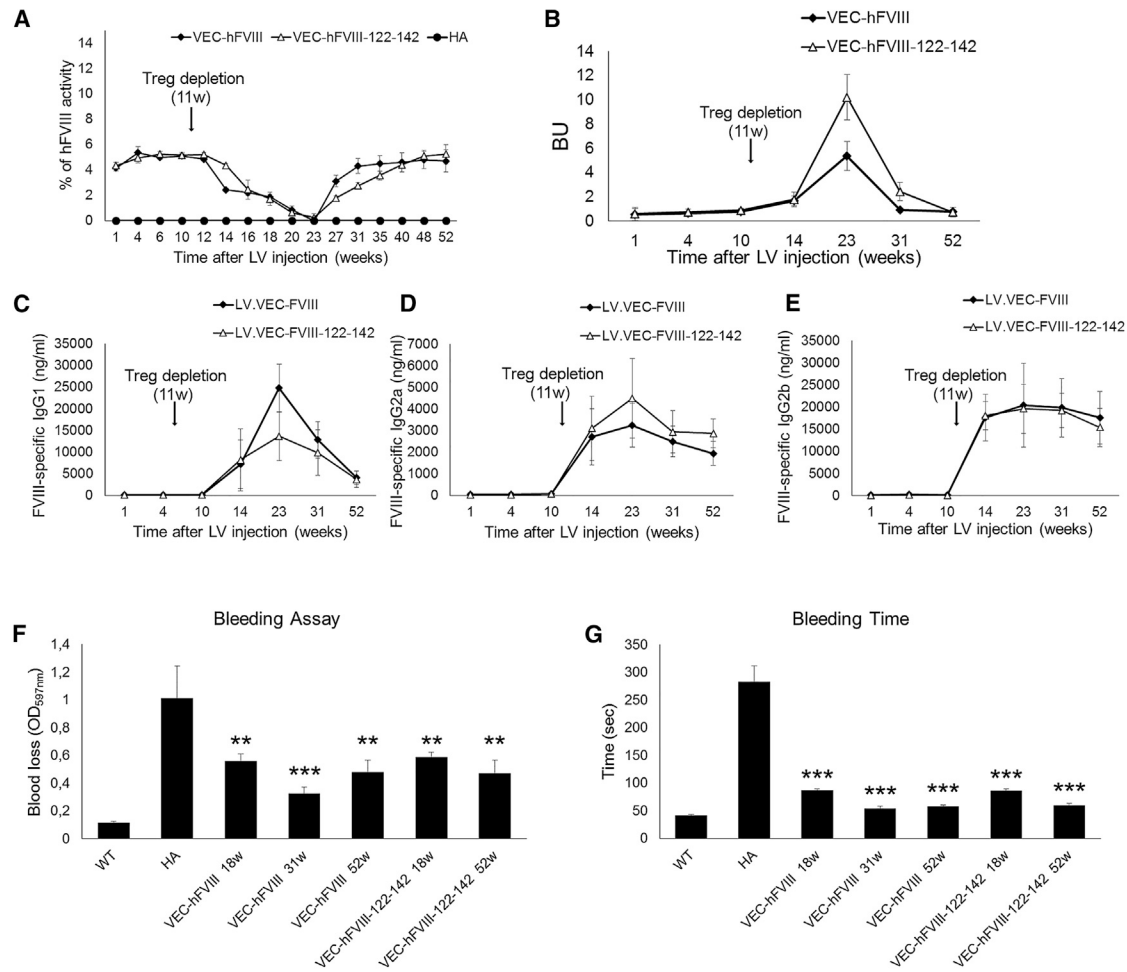 A
VEC-hFVIII VEC-hFVIII-122-142 HA
% of hFVIII activity
14
12
10
8
6
4
2
0
Treg depletion
(11w)
1 4 6 10 12 14 16 18 20 23 27 31 35 40 48 52
Time after LV injection (weeks)
B
VEC-hFVIII
VEC-hFVIII-122-142
BU
14
12
10
8
6
4
2
0
Treg depletion
(11w)
1 4 10 14 23 31 52
Time after LV injection (weeks)
C
LV.VEC-FVIII
LV.VEC-FVIII-122-142
FVIII-specific IgG1 (ng/ml)
35000
30000
25000
20000
15000
10000
5000
0
Treg depletion
(11w)
1 4 10 14 23 31 52
Time after LV injection (weeks)
D
LV.VEC-FVIII
LV.VEC-FVIII-122-142
FVIII-specific IgG2a (ng/ml)
7000
6000
5000
4000
3000
2000
1000
0
Treg depletion
(11w)
1 4 10 14 23 31 52
Time after LV injection (weeks)
E
LV.VEC-FVIII
LV.VEC-FVIII-122-142
FVIII-specific IgG2b (ng/ml)
35000
30000
25000
20000
15000
10000
5000
0
Treg depletion
(11w)
1 4 10 14 23 31 52
Time after LV injection (weeks)
F
Bleeding Assay
Blood loss (OD597nm)
1,4
1,2
1
0,8
0,6
0,4
0,2
0
** *** ** ** **
WT
HA
VEC-hFVIII 18w
VEC-hFVIII 31w
VEC-hFVIII 52w
VEC-hFVIII-122-142 18w
VEC-hFVIII-122-142 52w
G
Bleeding Time
Time (sec)
350
300
250
200
150
100
50
0
*** *** *** *** ***
WT
HA
VEC-hFVIII 18w
VEC-hFVIII 31w
VEC-hFVIII 52w
VEC-hFVIII-122-142 18w
VEC-hFVIII-122-142 52w